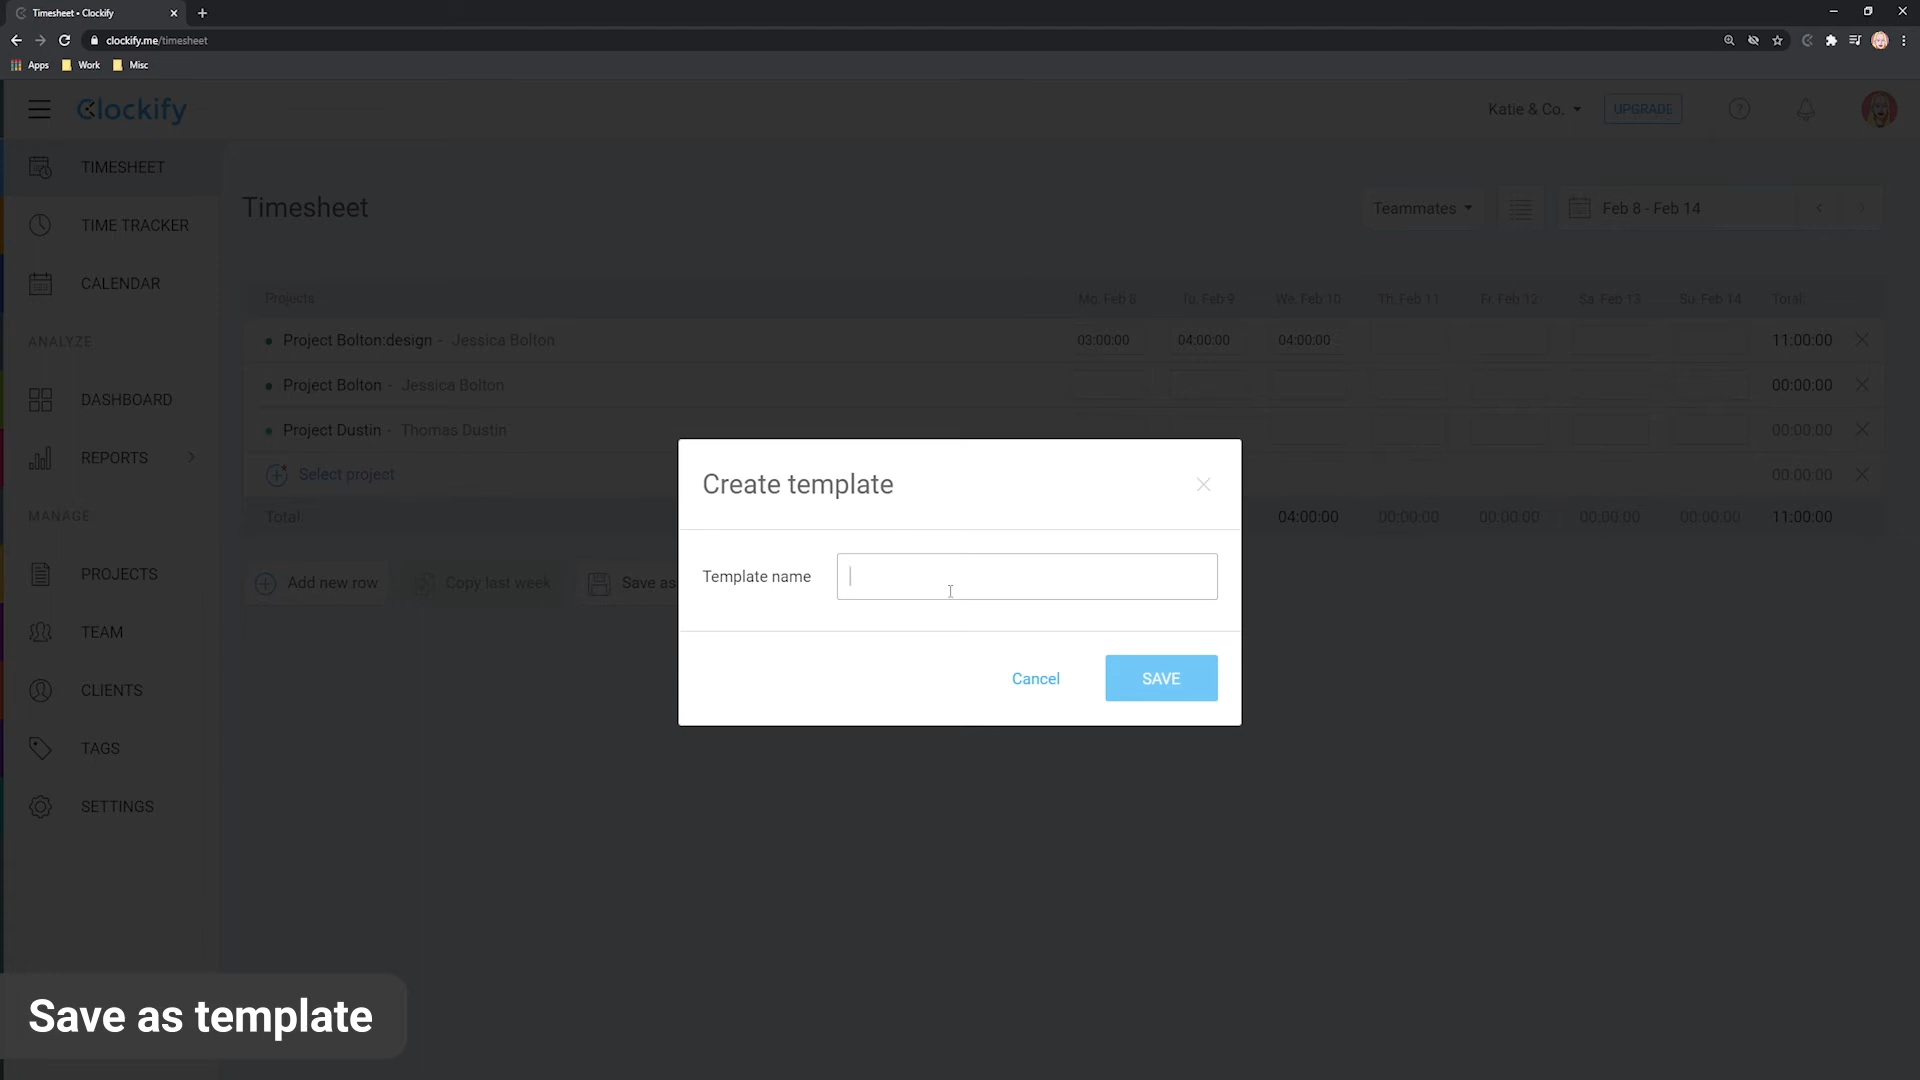 Timesheet • Clockify
clockify.me/timesheet
Apps Work Misc
Clockify
Katie & Co. UPGRADE
TIMESHEET
TIME TRACKER
CALENDAR
ANALYZE
DASHBOARD
REPORTS
MANAGE
PROJECTS
TEAM
CLIENTS
TAGS
SETTINGS
Timesheet
Teammates Feb 8 - Feb 14
Projects Mo. Feb 8 Tu. Feb 9 We. Feb 10 Th. Feb 11 Fr. Feb 12 Sa. Feb 13 Su. Feb 14 Total:
Project Bolton:design - Jessica Bolton 03:00:00 04:00:00 04:00:00 11:00:00
Project Bolton - Jessica Bolton 00:00:00
Project Dustin - Thomas Dustin 00:00:00
Select project 00:00:00
Total: 04:00:00 00:00:00 00:00:00 00:00:00 00:00:00 11:00:00
Add new row Copy last week Save as
Create template
Template name
Cancel SAVE
Save as template